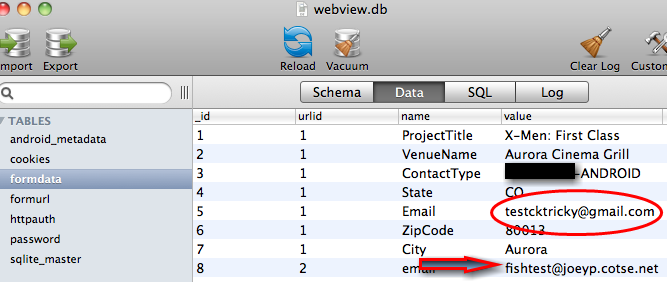 webview.db
Import Export Reload Vacuum Clear Log
Schema Data SQL Log
TABLES
android_metadata
cookies
formdata
formurl
httpauth
password
sqlite_master
_id urlid name value
1 1 ProjectTitle X-Men: First Class
2 1 VenueName Aurora Cinema Grill
3 1 ContactType -ANDROID
4 1 State CO
5 1 Email testcktricky@gmail.com
6 1 ZipCode 80013
7 1 City Aurora
8 2 email fishtest@joeyp.cotse.net